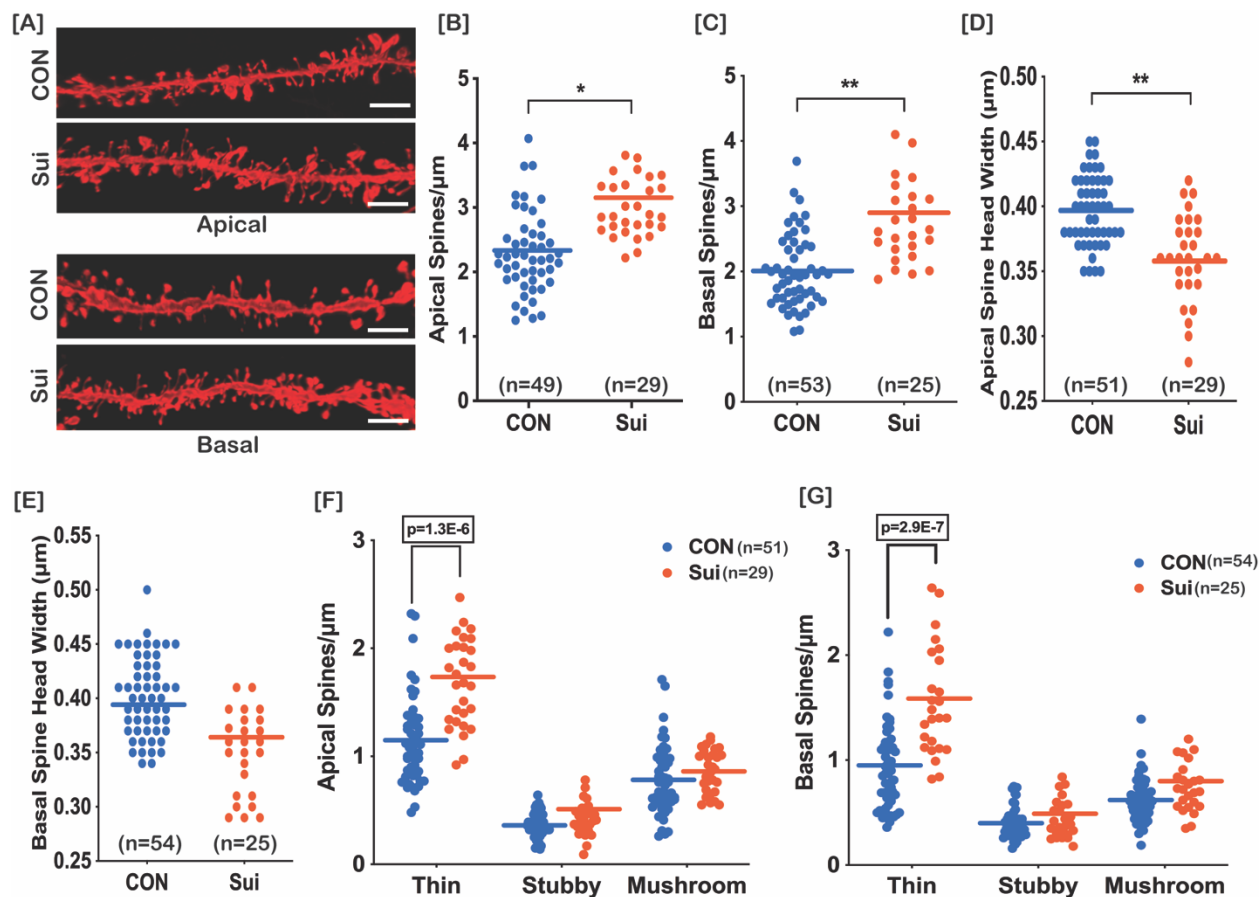 [A]
CON
Sui
Apical
CON
Sui
Basal
[B]
Apical Spines/µm
5
4
3
2
1
0
*
(n=49)
(n=29)
CON
Sui
[C]
Basal Spines/µm
5
4
3
2
1
0
**
(n=53)
(n=25)
CON
Sui
[D]
Apical Spine Head Width (µm)
0.50
0.45
0.40
0.35
0.30
0.25
**
(n=51)
(n=29)
CON
Sui
[E]
Basal Spine Head Width (µm)
0.55
0.50
0.45
0.40
0.35
0.30
0.25
(n=54)
(n=25)
CON
Sui
[F]
Apical Spines/µm
3
2
1
0
p=1.3E-6
CON (n=51)
Sui (n=29)
Thin
Stubby
Mushroom
[G]
Basal Spines/µm
3
2
1
0
p=2.9E-7
CON (n=54)
Sui (n=25)
Thin
Stubby
Mushroom